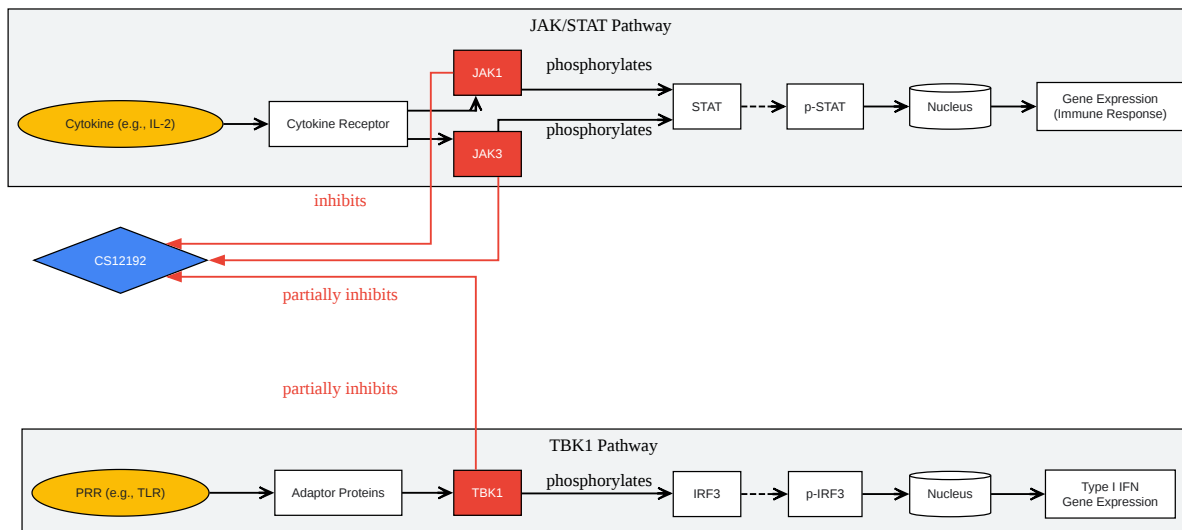 JAK/STAT Pathway
JAK1
phosphorylates
Cytokine (e.g., IL-2)
Cytokine Receptor
STAT
p-STAT
Nucleus
Gene Expression
(Immune Response)
phosphorylates
JAK3
inhibits
CS12192
partially inhibits
partially inhibits
TBK1 Pathway
PRR (e.g., TLR)
Adaptor Proteins
TBK1
phosphorylates
IRF3
p-IRF3
Nucleus
Type I IFN
Gene Expression